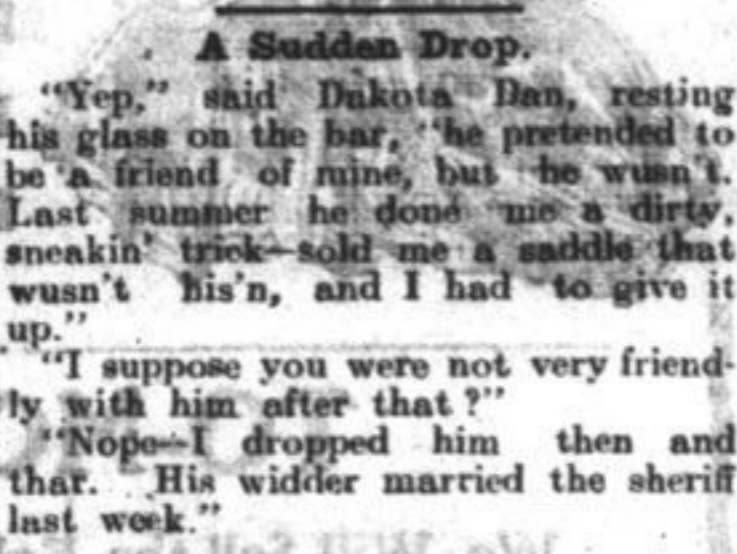 A Sudden Drop.
"Yep," said Dakota Dan, resting
his glass on the bar, "he pretended to
be a friend of mine, but he wusn't.
Last summer he done me a dirty,
sneakin' trick—sold me a saddle that
wusn't his'n, and I had to give it
up."
"I suppose you were not very friend-
ly with him after that?"
"Nope—I dropped him then and
thar. His widder married the sheriff
last week."